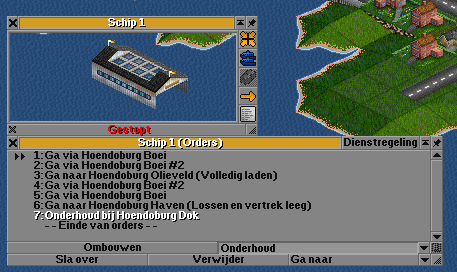 Schip 1
Gestopt
Schip 1 (Orders)
Dienstregeling
1: Ga via Hoendoburg Boei
2: Ga via Hoendoburg Boei #2
3: Ga naar Hoendoburg Olieveld (Volledig laden)
4: Ga via Hoendoburg Boei #2
5: Ga via Hoendoburg Boei
6: Ga naar Hoendoburg Haven (Lossen en vertrek leeg)
7: Onderhoud bij Hoendoburg Dok
- - Einde van orders - -
Ombouwen
Onderhoud
Sla over
Verwijder
Ga naar